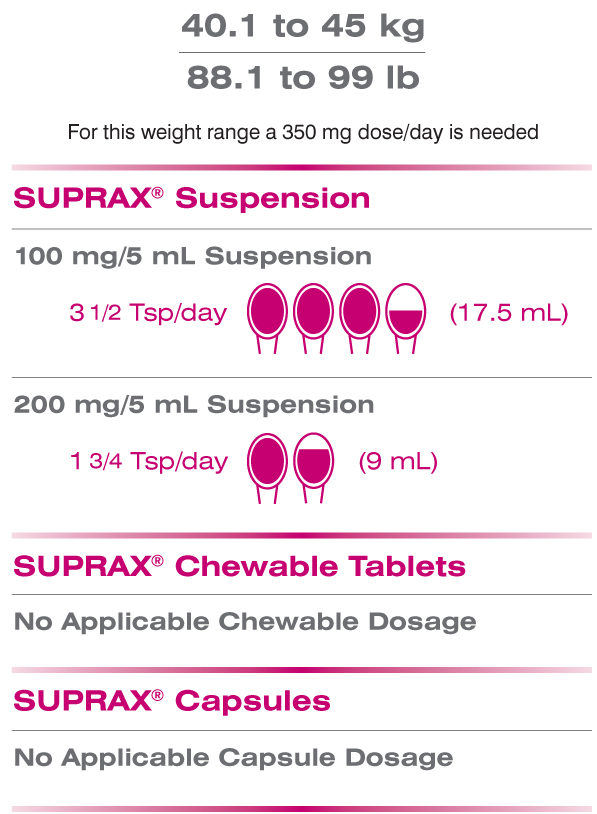 40.1 to 45 kg
88.1 to 99 lb
For this weight range a 350 mg dose/day is needed
SUPRAX® Suspension
100 mg/5 mL Suspension
3 1/2 Tsp/day (17.5 mL)
200 mg/5 mL Suspension
1 3/4 Tsp/day (9 mL)
SUPRAX® Chewable Tablets
No Applicable Chewable Dosage
SUPRAX® Capsules
No Applicable Capsule Dosage